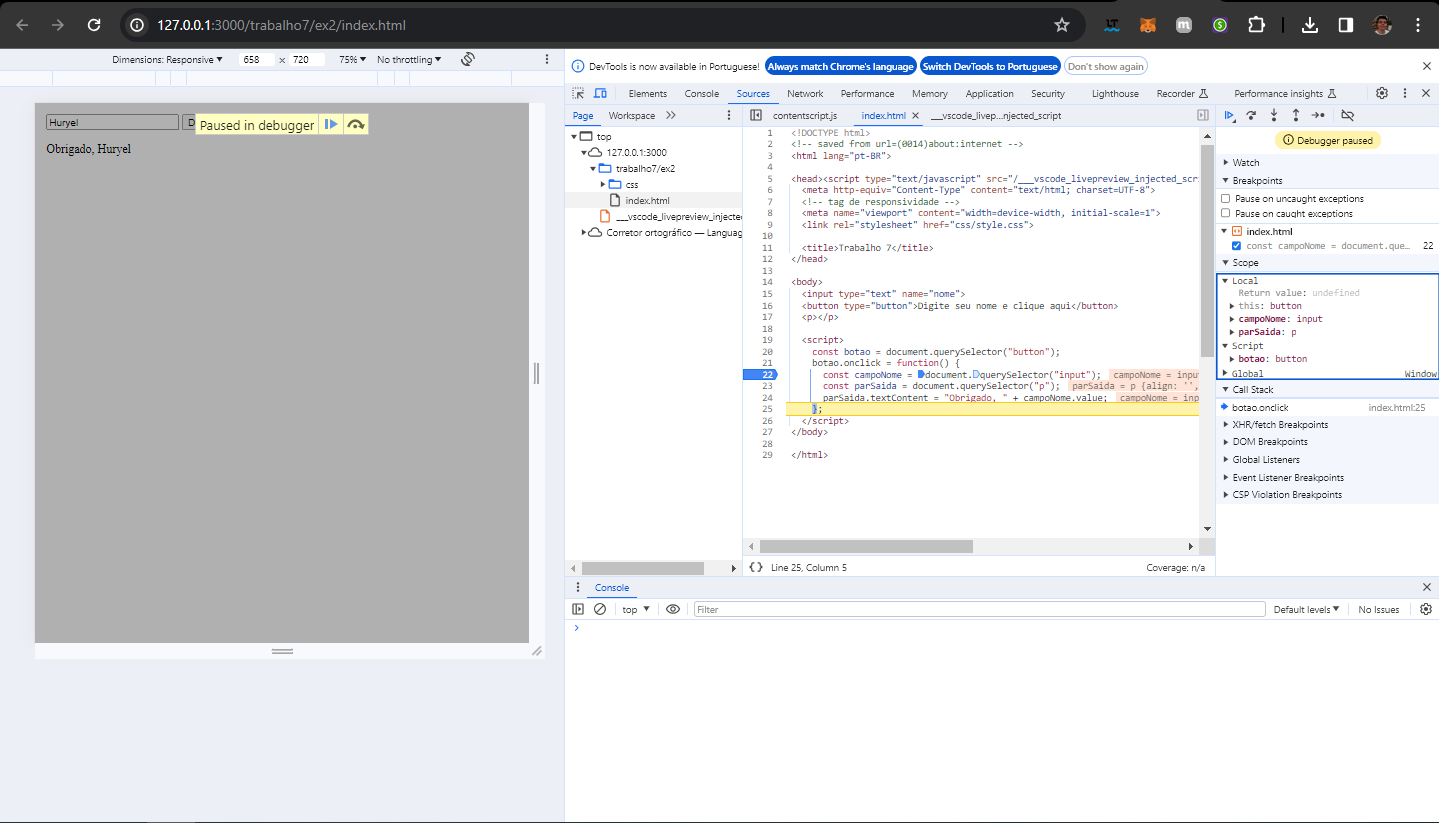 127.0.0.1:3000/trabalho7/ex2/index.html
Dimensions: Responsive 658 × 720 75% No throttling
DevTools is now available in Portuguese! Always match Chrome's language Switch DevTools to Portuguese Don't show again
Elements Console Sources Network Performance Memory Application Security Lighthouse Recorder Performance insights
Huryel D
Paused in debugger
Obrigado, Huryel
Page Workspace
top
127.0.0.1:3000
trabalho7/ex2
css
index.html
___vscode_livepreview_injected
Corretor ortográfico — Languag
contentscript.js index.html ___vscode_livep...njected_script
1 <!DOCTYPE html>
2 <!-- saved from url=(0014)about:internet -->
3 <html lang="pt-BR">
4
5 <head><script type="text/javascript" src="/___vscode_livepreview_injected_scri
6 <meta http-equiv="Content-Type" content="text/html; charset=UTF-8">
7 <!-- tag de responsividade -->
8 <meta name="viewport" content="width=device-width, initial-scale=1">
9 <link rel="stylesheet" href="css/style.css">
10
11 <title>Trabalho 7</title>
12 </head>
13
14 <body>
15 <input type="text" name="nome">
16 <button type="button">Digite seu nome e clique aqui</button>
17 <p></p>
18
19 <script>
20 const botao = document.querySelector("button");
21 botao.onclick = function() {
22 const campoNome = document.querySelector("input"); campoNome = input
23 const parSaida = document.querySelector("p"); parSaida = p {align: '',
24 parSaida.textContent = "Obrigado, " + campoNome.value; campoNome = inp
25 };
26 </script>
27 </body>
28
29 </html>
{} Line 25, Column 5 Coverage: n/a
Debugger paused
Watch
Breakpoints
Pause on uncaught exceptions
Pause on caught exceptions
index.html
const campoNome = document.que… 22
Scope
Local
Return value: undefined
this: button
campoNome: input
parSaida: p
Script
botao: button
Global Window
Call Stack
botao.onclick index.html:25
XHR/fetch Breakpoints
DOM Breakpoints
Global Listeners
Event Listener Breakpoints
CSP Violation Breakpoints
Console
top Filter Default levels No Issues